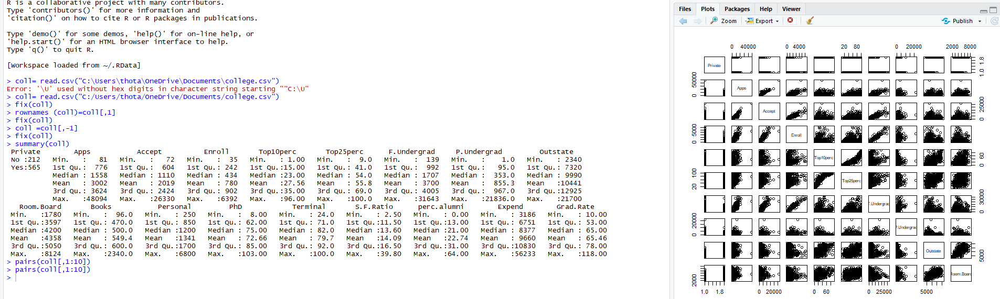 R is a collaborative project with many contributors.
Type 'contributors()' for more information and
'citation()' on how to cite R or R packages in publications.
Type 'demo()' for some demos, 'help()' for on-line help, or
'help.start()' for an HTML browser interface to help.
Type 'q()' to quit R.
[Workspace loaded from ~/.RData]
> coll= read.csv("C:\Users\thota\OneDrive\Documents\college.csv")
Error: '\U' used without hex digits in character string starting ""C:\U"
> coll= read.csv("C:/Users/thota/OneDrive/Documents/college.csv")
> fix(coll)
> rownames (coll)=coll[,1]
> fix(coll)
> coll =coll[,-1]
> fix(coll)
> summary(coll)
Private Apps Accept Enroll Top10perc Top25perc F.Undergrad P.Undergrad Outstate
No :212 Min. : 81 Min. : 72 Min. : 35 Min. : 1.00 Min. : 9.0 Min. : 139 Min. : 1.0 Min. : 2340
Yes:565 1st Qu.: 776 1st Qu.: 604 1st Qu.: 242 1st Qu.:15.00 1st Qu.: 41.0 1st Qu.: 992 1st Qu.: 95.0 1st Qu.: 7320
Median : 1558 Median : 1110 Median : 434 Median :23.00 Median : 54.0 Median : 1707 Median : 353.0 Median : 9990
Mean : 3002 Mean : 2019 Mean : 780 Mean :27.56 Mean : 55.8 Mean : 3700 Mean : 855.3 Mean :10441
3rd Qu.: 3624 3rd Qu.: 2424 3rd Qu.: 902 3rd Qu.:35.00 3rd Qu.: 69.0 3rd Qu.: 4005 3rd Qu.: 967.0 3rd Qu.:12925
Max. :48094 Max. :26330 Max. :6392 Max. :96.00 Max. :100.0 Max. :31643 Max. :21836.0 Max. :21700
Room.Board Books Personal PhD Terminal S.F.Ratio perc.alumni Expend Grad.Rate
Min. :1780 Min. : 96.0 Min. : 250 Min. : 8.00 Min. : 24.0 Min. : 2.50 Min. : 0.00 Min. : 3186 Min. : 10.00
1st Qu.:3597 1st Qu.: 470.0 1st Qu.: 850 1st Qu.: 62.00 1st Qu.: 71.0 1st Qu.:11.50 1st Qu.:13.00 1st Qu.: 6751 1st Qu.: 53.00
Median :4200 Median : 500.0 Median :1200 Median : 75.00 Median : 82.0 Median :13.60 Median :21.00 Median : 8377 Median : 65.00
Mean :4358 Mean : 549.4 Mean :1341 Mean : 72.66 Mean : 79.7 Mean :14.09 Mean :22.74 Mean : 9660 Mean : 65.46
3rd Qu.:5050 3rd Qu.: 600.0 3rd Qu.:1700 3rd Qu.: 85.00 3rd Qu.: 92.0 3rd Qu.:16.50 3rd Qu.:31.00 3rd Qu.:10830 3rd Qu.: 78.00
Max. :8124 Max. :2340.0 Max. :6800 Max. :103.00 Max. :100.0 Max. :39.80 Max. :64.00 Max. :56233 Max. :118.00
> pairs(coll[,1:10])
> pairs(coll[,1:10])
>
Files Plots Packages Help Viewer
Zoom Export Publish
0 40000 0 4000 20 80 0 20000 2000 8000
Private 1.0 1.8
0 50000 Apps
Accept 0 25000
0 5000 Enroll
Top10perc 0 60
20 100 Top25perc
F.Undergrad 0 30000
0 20000 P.Undergrad
Outstate 5000
2000 Room.Board
1.0 1.8 0 20000 0 60 0 25000 5000